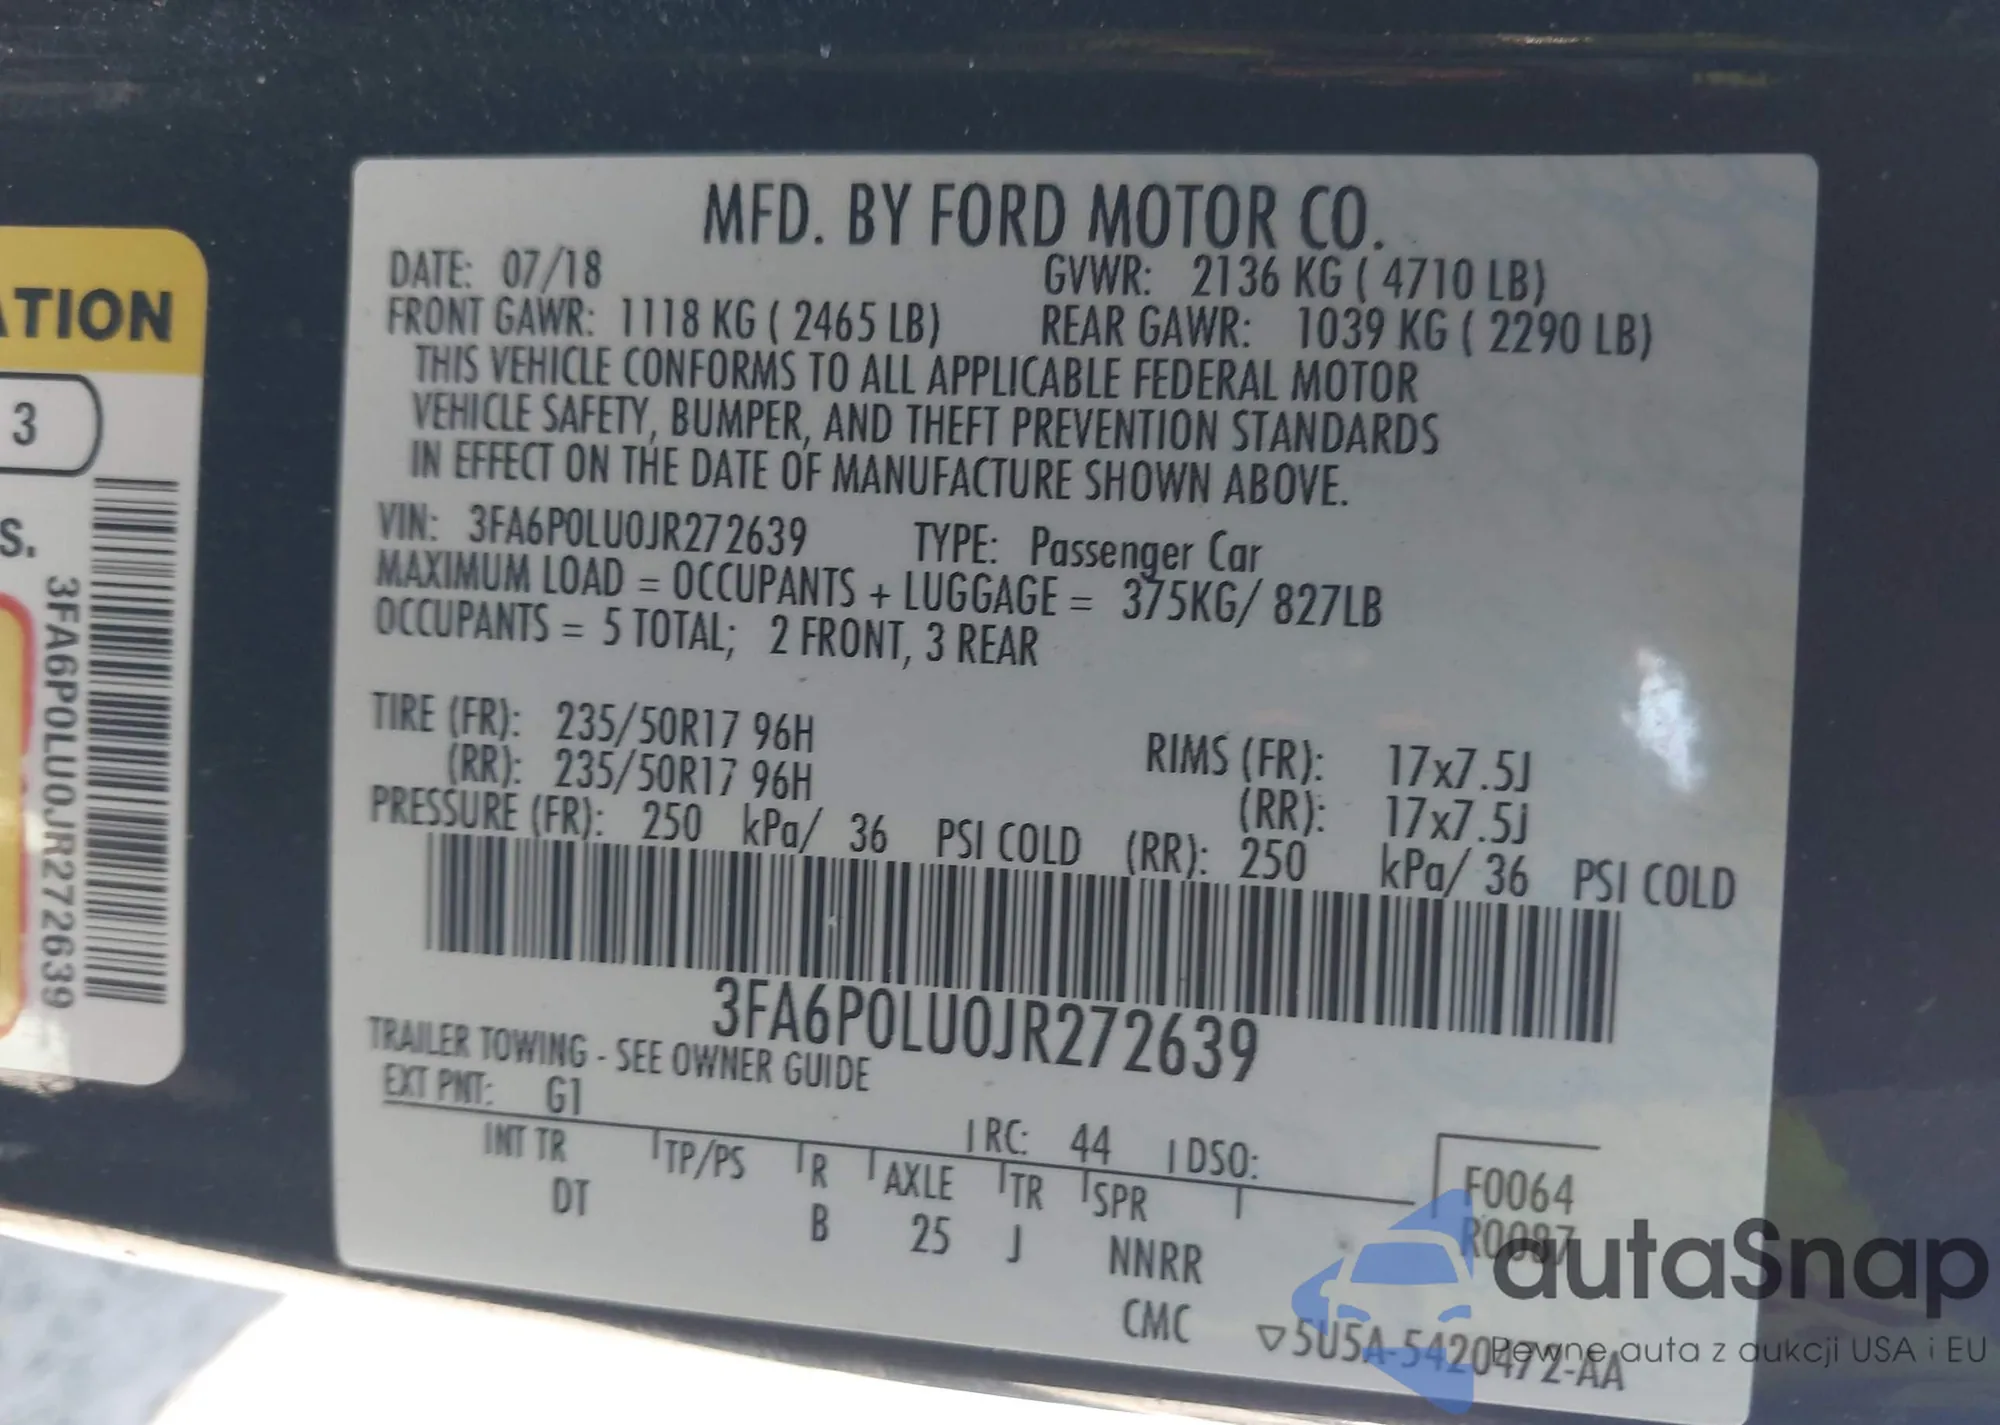 MFD. BY FORD MOTOR CO.
DATE: 07/18 GVWR: 2136 KG ( 4710 LB)
FRONT GAWR: 1118 KG ( 2465 LB) REAR GAWR: 1039 KG ( 2290 LB)
THIS VEHICLE CONFORMS TO ALL APPLICABLE FEDERAL MOTOR
VEHICLE SAFETY, BUMPER, AND THEFT PREVENTION STANDARDS
IN EFFECT ON THE DATE OF MANUFACTURE SHOWN ABOVE.
VIN: 3FA6P0LU0JR272639 TYPE: Passenger Car
MAXIMUM LOAD = OCCUPANTS + LUGGAGE = 375KG/ 827LB
OCCUPANTS = 5 TOTAL; 2 FRONT, 3 REAR
TIRE (FR): 235/50R17 96H RIMS (FR): 17x7.5J
(RR): 235/50R17 96H (RR): 17x7.5J
PRESSURE (FR): 250 kPa/ 36 PSI COLD (RR): 250 kPa/ 36 PSI COLD
3FA6P0LU0JR272639
TRAILER TOWING - SEE OWNER GUIDE
EXT PNT: G1 RC: 44 DSO:
INT TR TP/PS R AXLE TR SPR F0064
DT B 25 J NNRR R0087
CMC 5U5A-5420472-AA
ATION
3
S.
3FA6P0LU0JR272639
autaSnap
Pewne auta z aukcji USA i EU